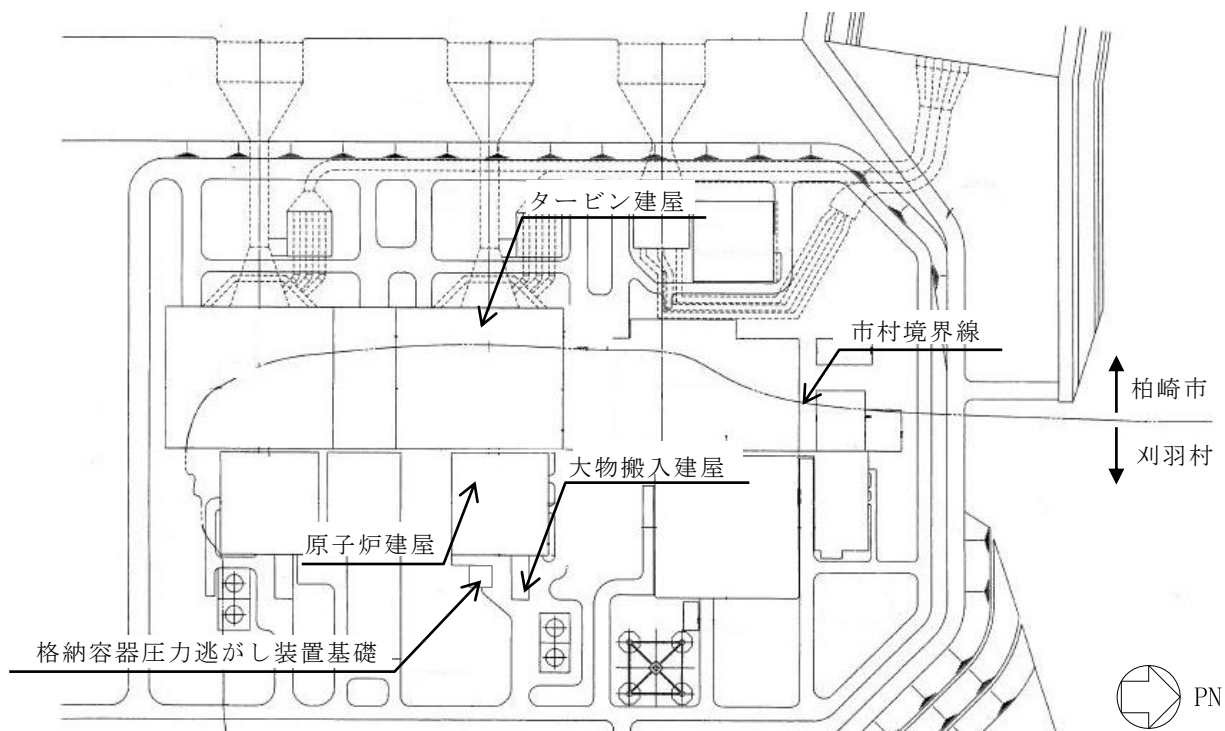 タービン建屋
市村境界線
柏崎市
刈羽村
大物搬入建屋
原子炉建屋
格納容器圧力逃がし装置基礎
PN